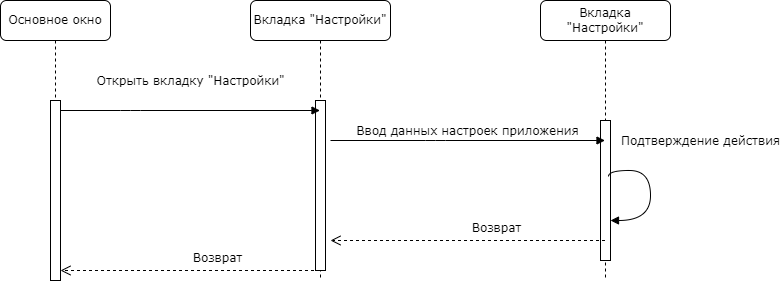 Основное окно
Вкладка "Настройки"
Вкладка
"Настройки"
Открыть вкладку "Настройки"
Ввод данных настроек приложения
Подтверждение действия
Возврат
Возврат